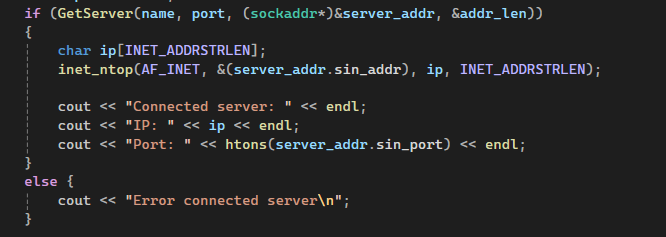 if (GetServer(name, port, (sockaddr*)&server_addr, &addr_len))
{
    char ip[INET_ADDRSTRLEN];
    inet_ntop(AF_INET, &(server_addr.sin_addr), ip, INET_ADDRSTRLEN);

    cout << "Connected server: " << endl;
    cout << "IP: " << ip << endl;
    cout << "Port: " << htons(server_addr.sin_port) << endl;
}
else {
    cout << "Error connected server\n";
}